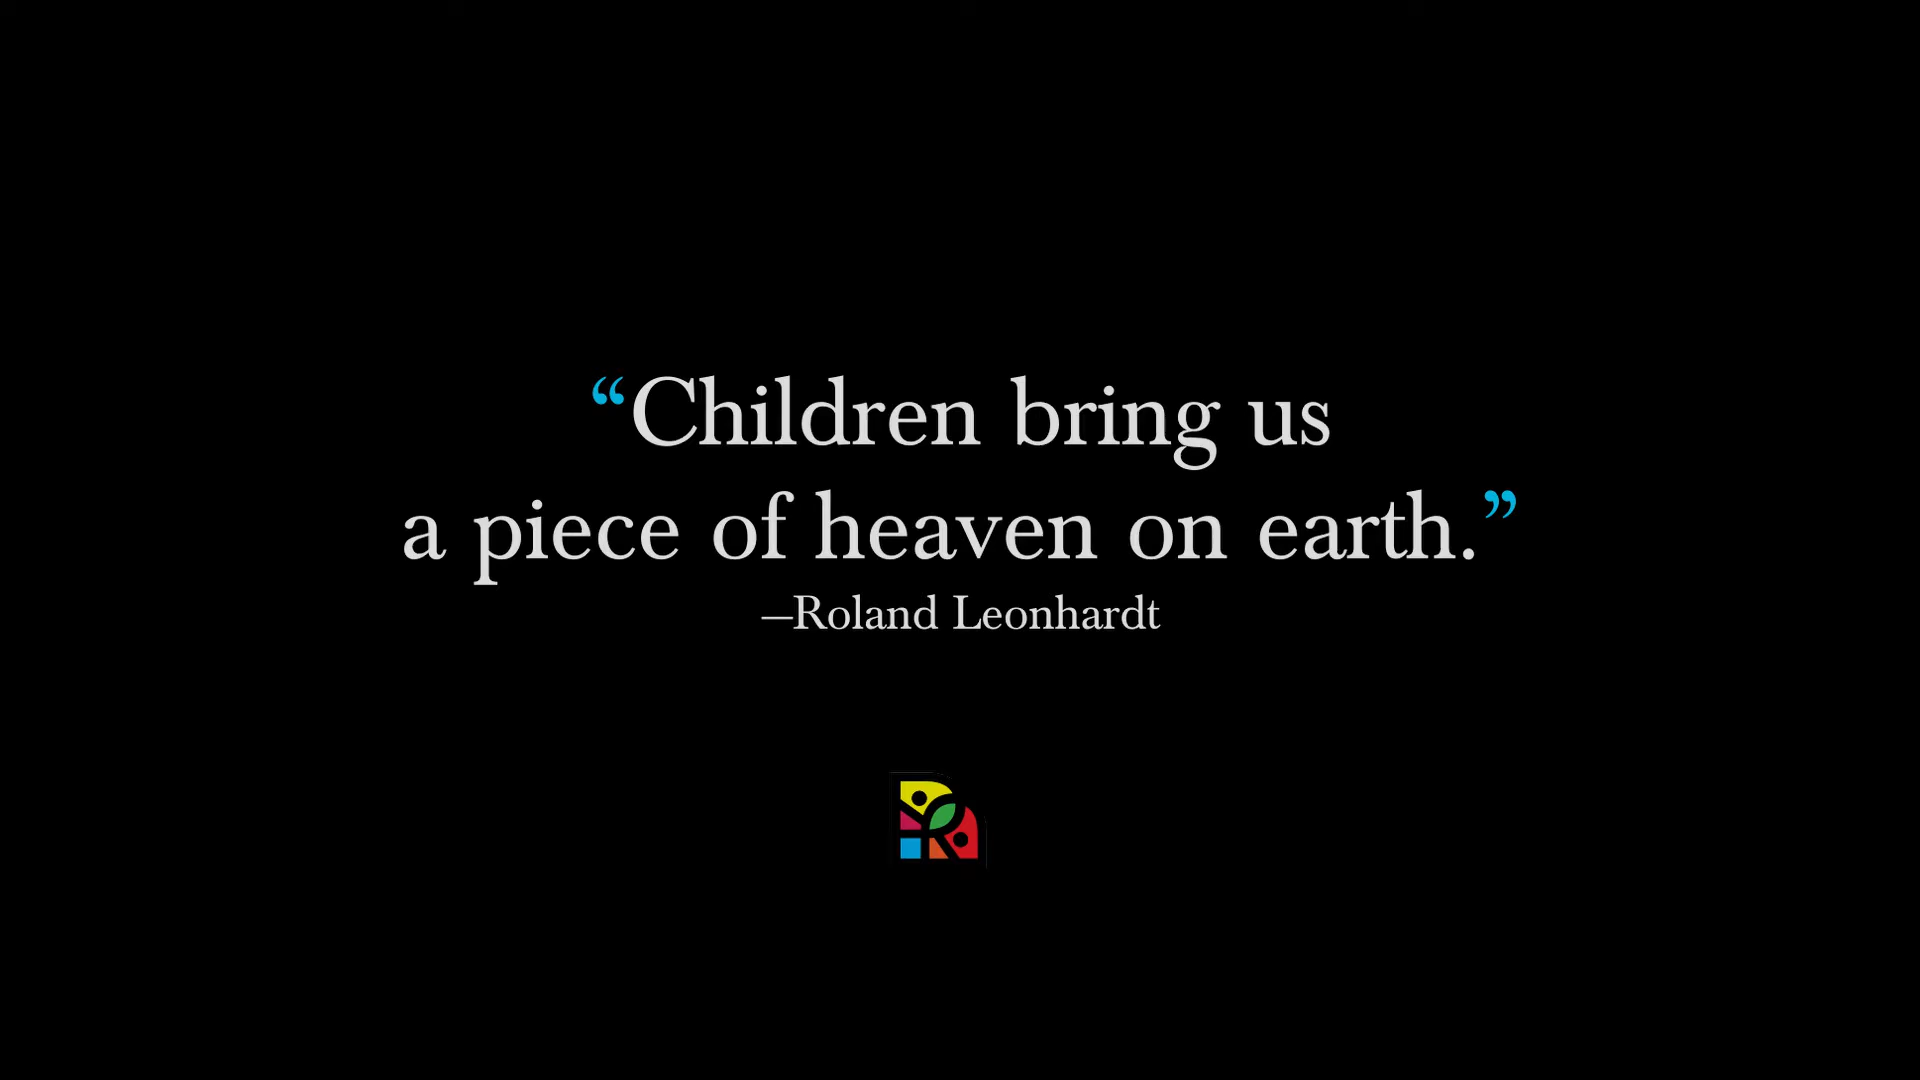 “Children bring us
a piece of heaven on earth.”
—Roland Leonhardt